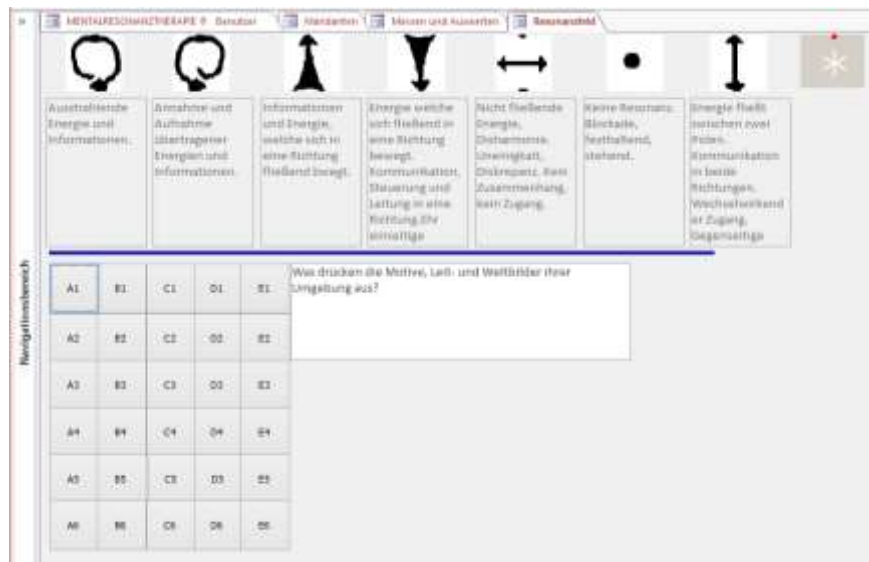 MENTALRESONANZTHERAPIE ® Benutzer
Mandanten
Messen und Auswerten
Resonanzfeld
Ausstrahlende
Energie und
Informationen.
Annahme und
Aufnahme
übertragener
Energien und
Informationen.
Informationen
und Energie,
welche sich in
eine Richtung
fließend bewegt.
Energie welche
sich fließend in
eine Richtung
bewegt.
Kommunikation,
Steuerung und
Leitung in eine
Richtung.
einseitige
Nicht fließende
Energie,
Disharmonie,
Uneinigkeit,
Diskrepanz. Kein
Zusammenhang,
kein Zugang.
Keine Resonanz.
Blockade,
festhaltend,
stehend.
Energie fließt
zwischen zwei
Polen.
Kommunikation
in beide
Richtungen.
Wechselwirkend
er Zugang.
Gegenseitige
Navigationsbereich
A1 B1 C1 D1 E1
A2 B2 C2 D2 E2
A3 B3 C3 D3 E3
A4 B4 C4 D4 E4
A5 B5 C5 D5 E5
A6 B6 C6 D6 E6
Was drücken die Motive, Leit- und Weltbilder ihrer
Umgebung aus?